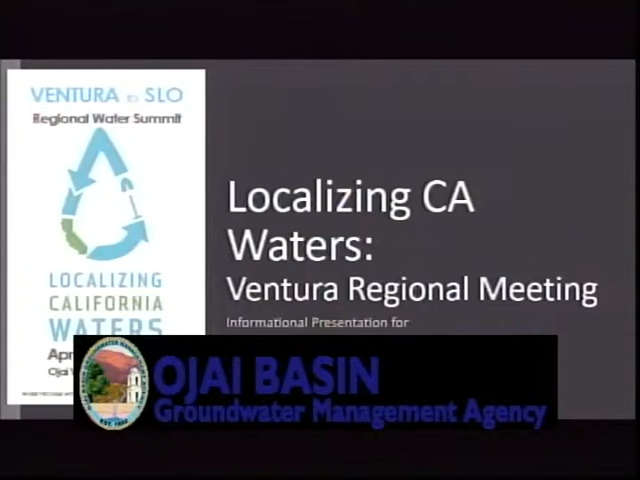 VENTURA to SLO
Regional Water Summit
LOCALIZING
CALIFORNIA
WATERS
Localizing CA
Waters:
Ventura Regional Meeting
Informational Presentation for
OJAI BASIN
Groundwater Management Agency